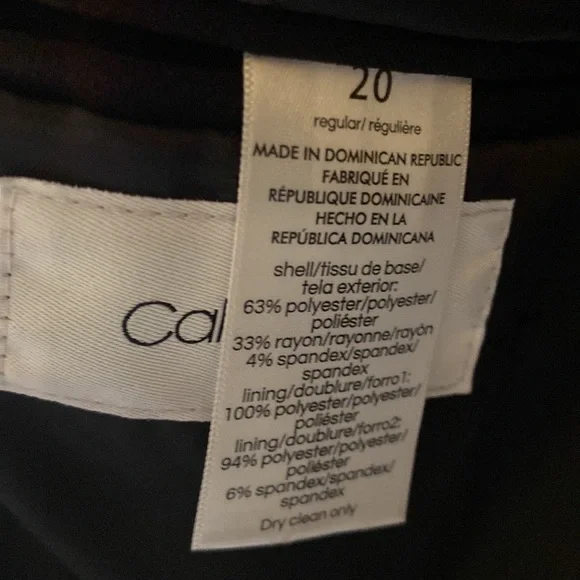 20
regular/régulière
MADE IN DOMINICAN REPUBLIC
FABRIQUÉ EN
RÉPUBLIQUE DOMINICAINE
HECHO EN LA
REPÚBLICA DOMINICANA
shell/tissu de base/
tela exterior:
63% polyester/polyester/
poliéster
33% rayon/rayonne/rayón
4% spandex/spandex/
spandex
lining/doublure/forro1:
100% polyester/polyester/
poliéster
lining/doublure/forro2:
94% polyester/polyester/
poliéster
6% spandex/spandex/
spandex
Dry clean only
Cal